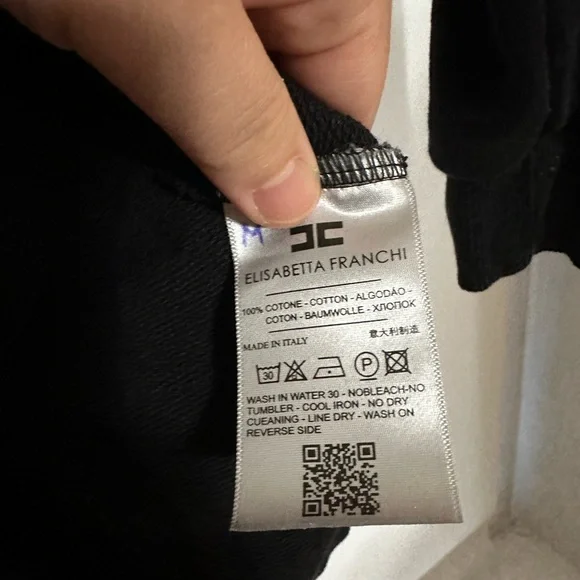 M
ELISABETTA FRANCHI
100% COTONE - COTTON - ALGODÃO -
COTON - BAUMWOLLE - ХЛОПОК
MADE IN ITALY 意大利制造
30 P
WASH IN WATER 30 - NOBLEACH-NO
TUMBLER - COOL IRON - NO DRY
CUEANING - LINE DRY - WASH ON
REVERSE SIDE